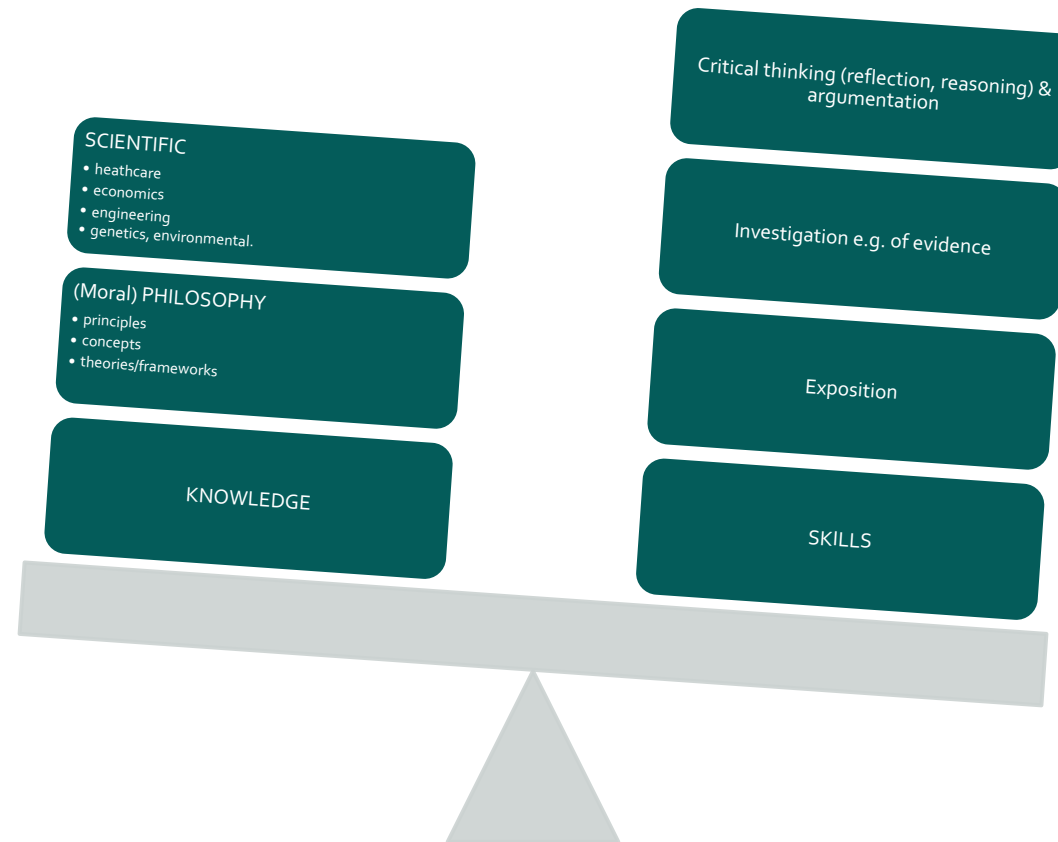 SCIENTIFIC
• heathcare
• economics
• engineering
• genetics, environmental.
(Moral) PHILOSOPHY
• principles
• concepts
• theories/frameworks
KNOWLEDGE
Critical thinking (reflection, reasoning) &
argumentation
Investigation e.g. of evidence
Exposition
SKILLS